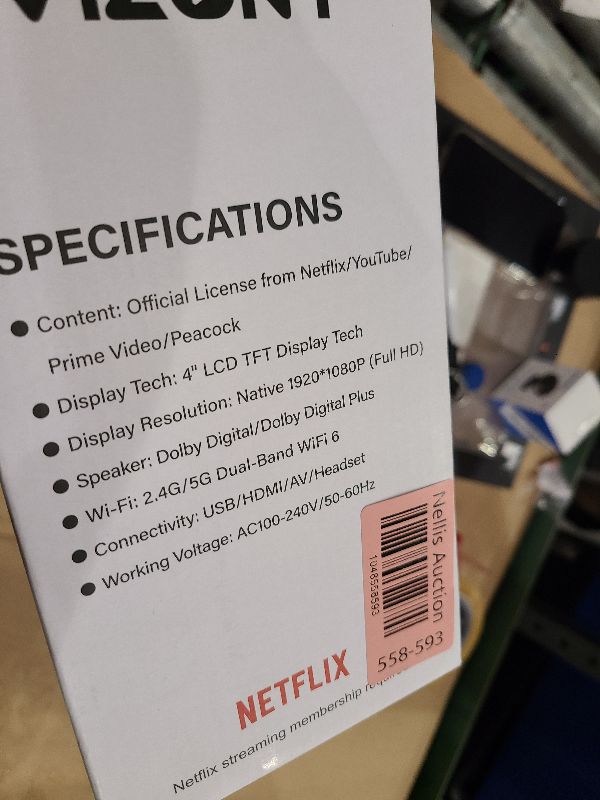 SPECIFICATIONS
● Content: Official License from Netflix/YouTube/
Prime Video/Peacock
● Display Tech: 4" LCD TFT Display Tech
● Display Resolution: Native 1920*1080P (Full HD)
● Speaker: Dolby Digital/Dolby Digital Plus
● Wi-Fi: 2.4G/5G Dual-Band WiFi 6
● Connectivity: USB/HDMI/AV/Headset
● Working Voltage: AC100-240V/50-60Hz
Nellis Auction
1048558593
558-593
NETFLIX
Netflix streaming membership